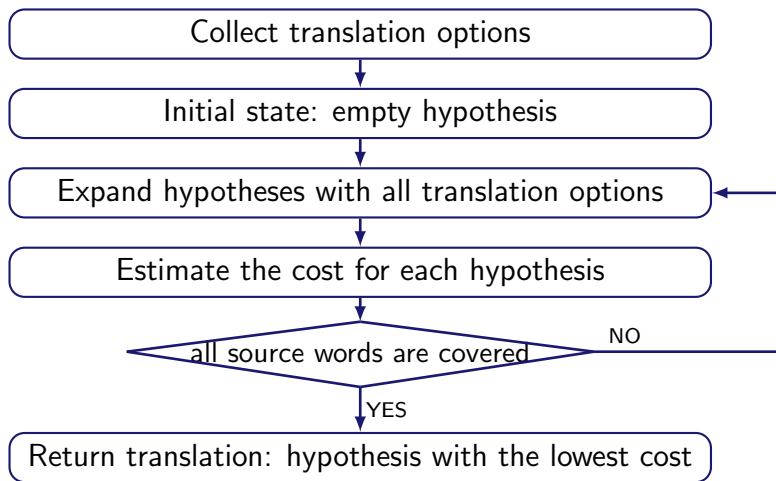 Collect translation options
Initial state: empty hypothesis
Expand hypotheses with all translation options
Estimate the cost for each hypothesis
all source words are covered
NO
YES
Return translation: hypothesis with the lowest cost